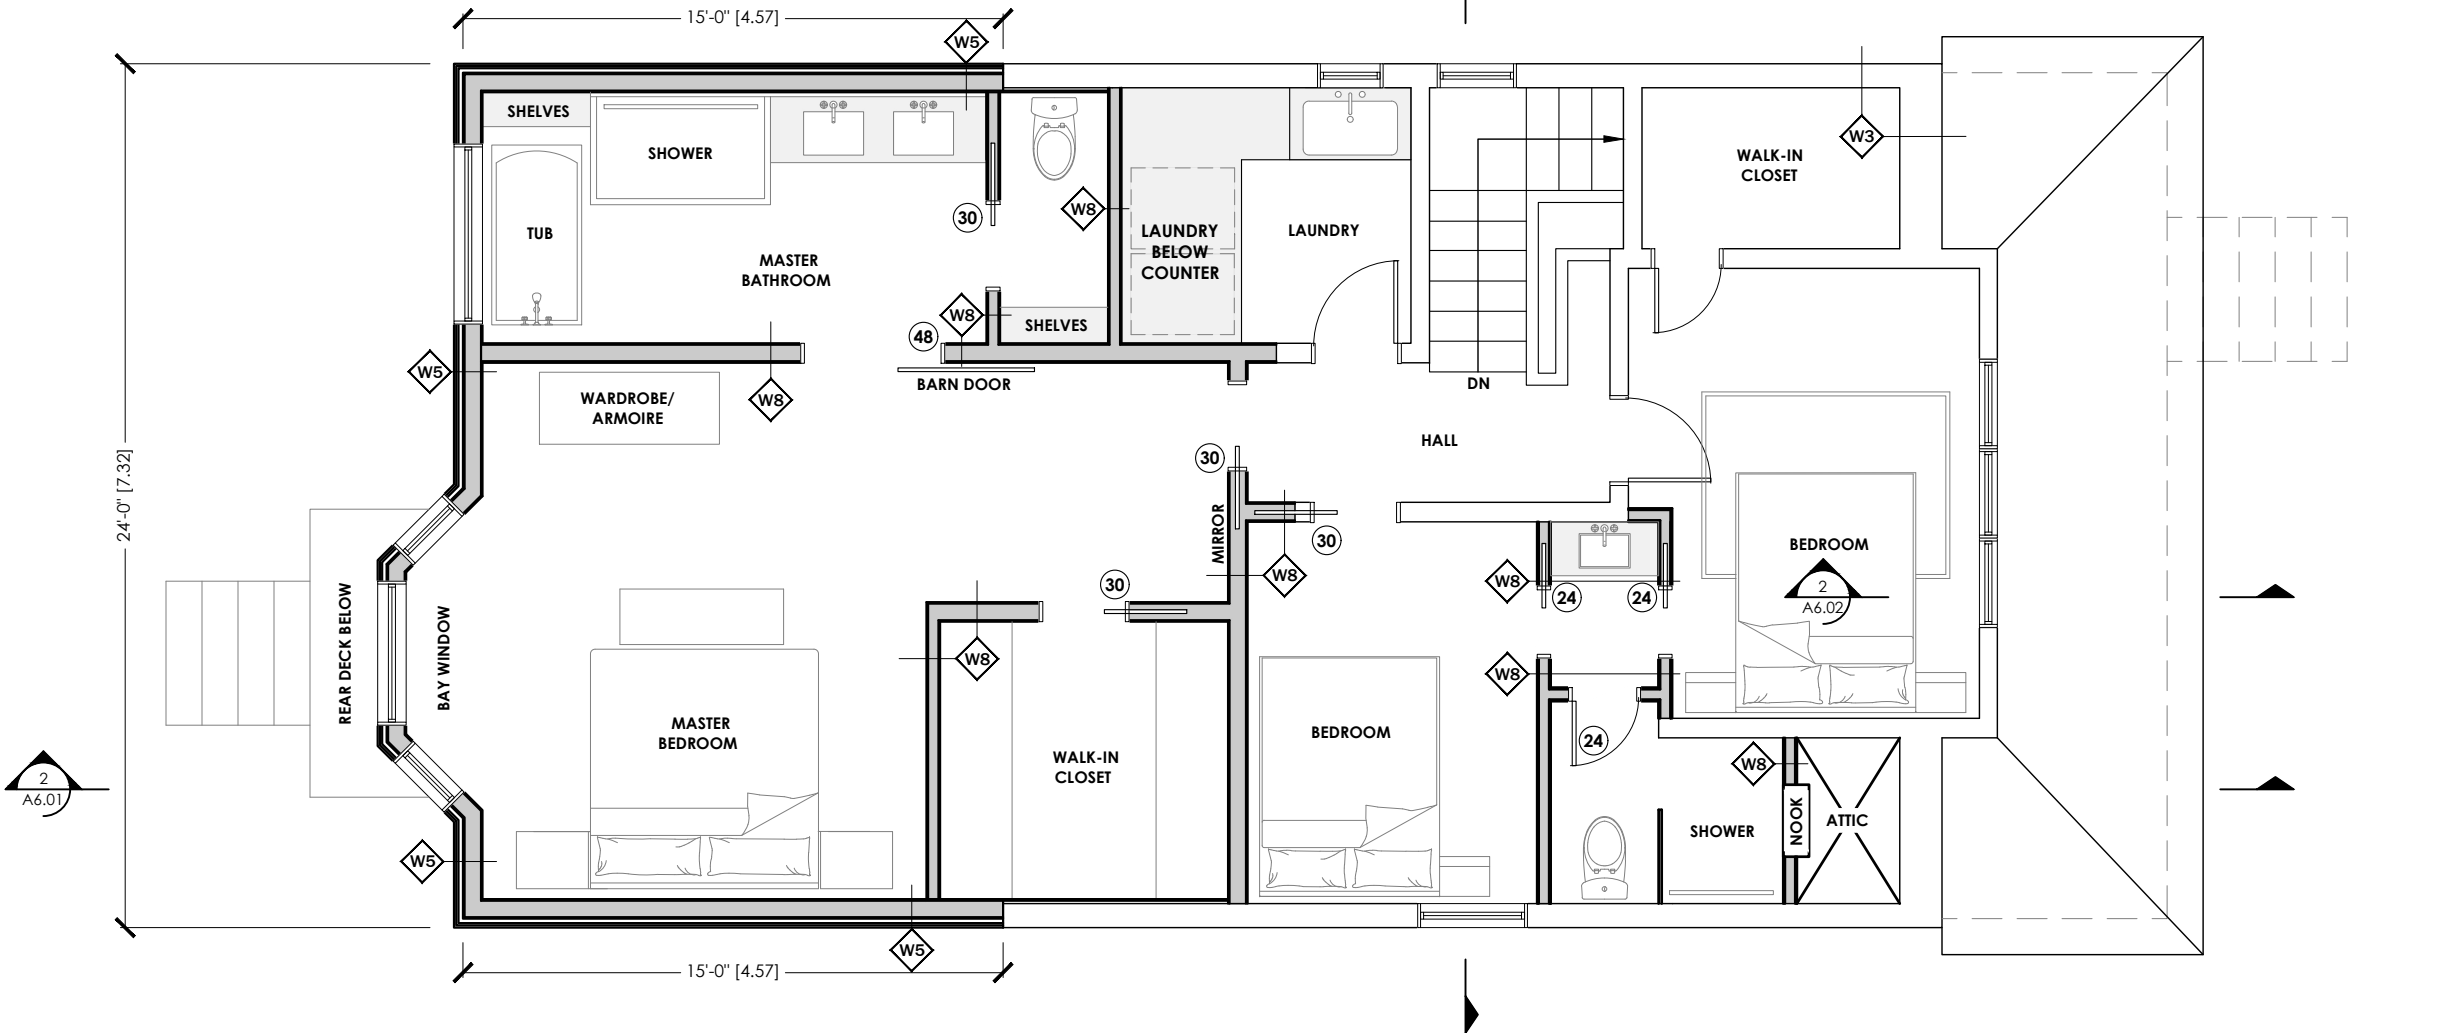 15'-0" [4.57]
W5
SHELVES
SHOWER
W3
WALK-IN
CLOSET
30
W8
TUB
LAUNDRY
BELOW
COUNTER
LAUNDRY
MASTER
BATHROOM
W8
SHELVES
48
W5
BARN DOOR
DN
WARDROBE/
ARMOIRE
W8
HALL
30
24'-0" [7.32]
MIRROR
30
BEDROOM
W8
30
W8
24
24
2
A6.02
REAR DECK BELOW
BAY WINDOW
W8
W8
MASTER
BEDROOM
BEDROOM
24
WALK-IN
CLOSET
W8
2
A6.01
NOOK
ATTIC
SHOWER
W5
W5
15'-0" [4.57]